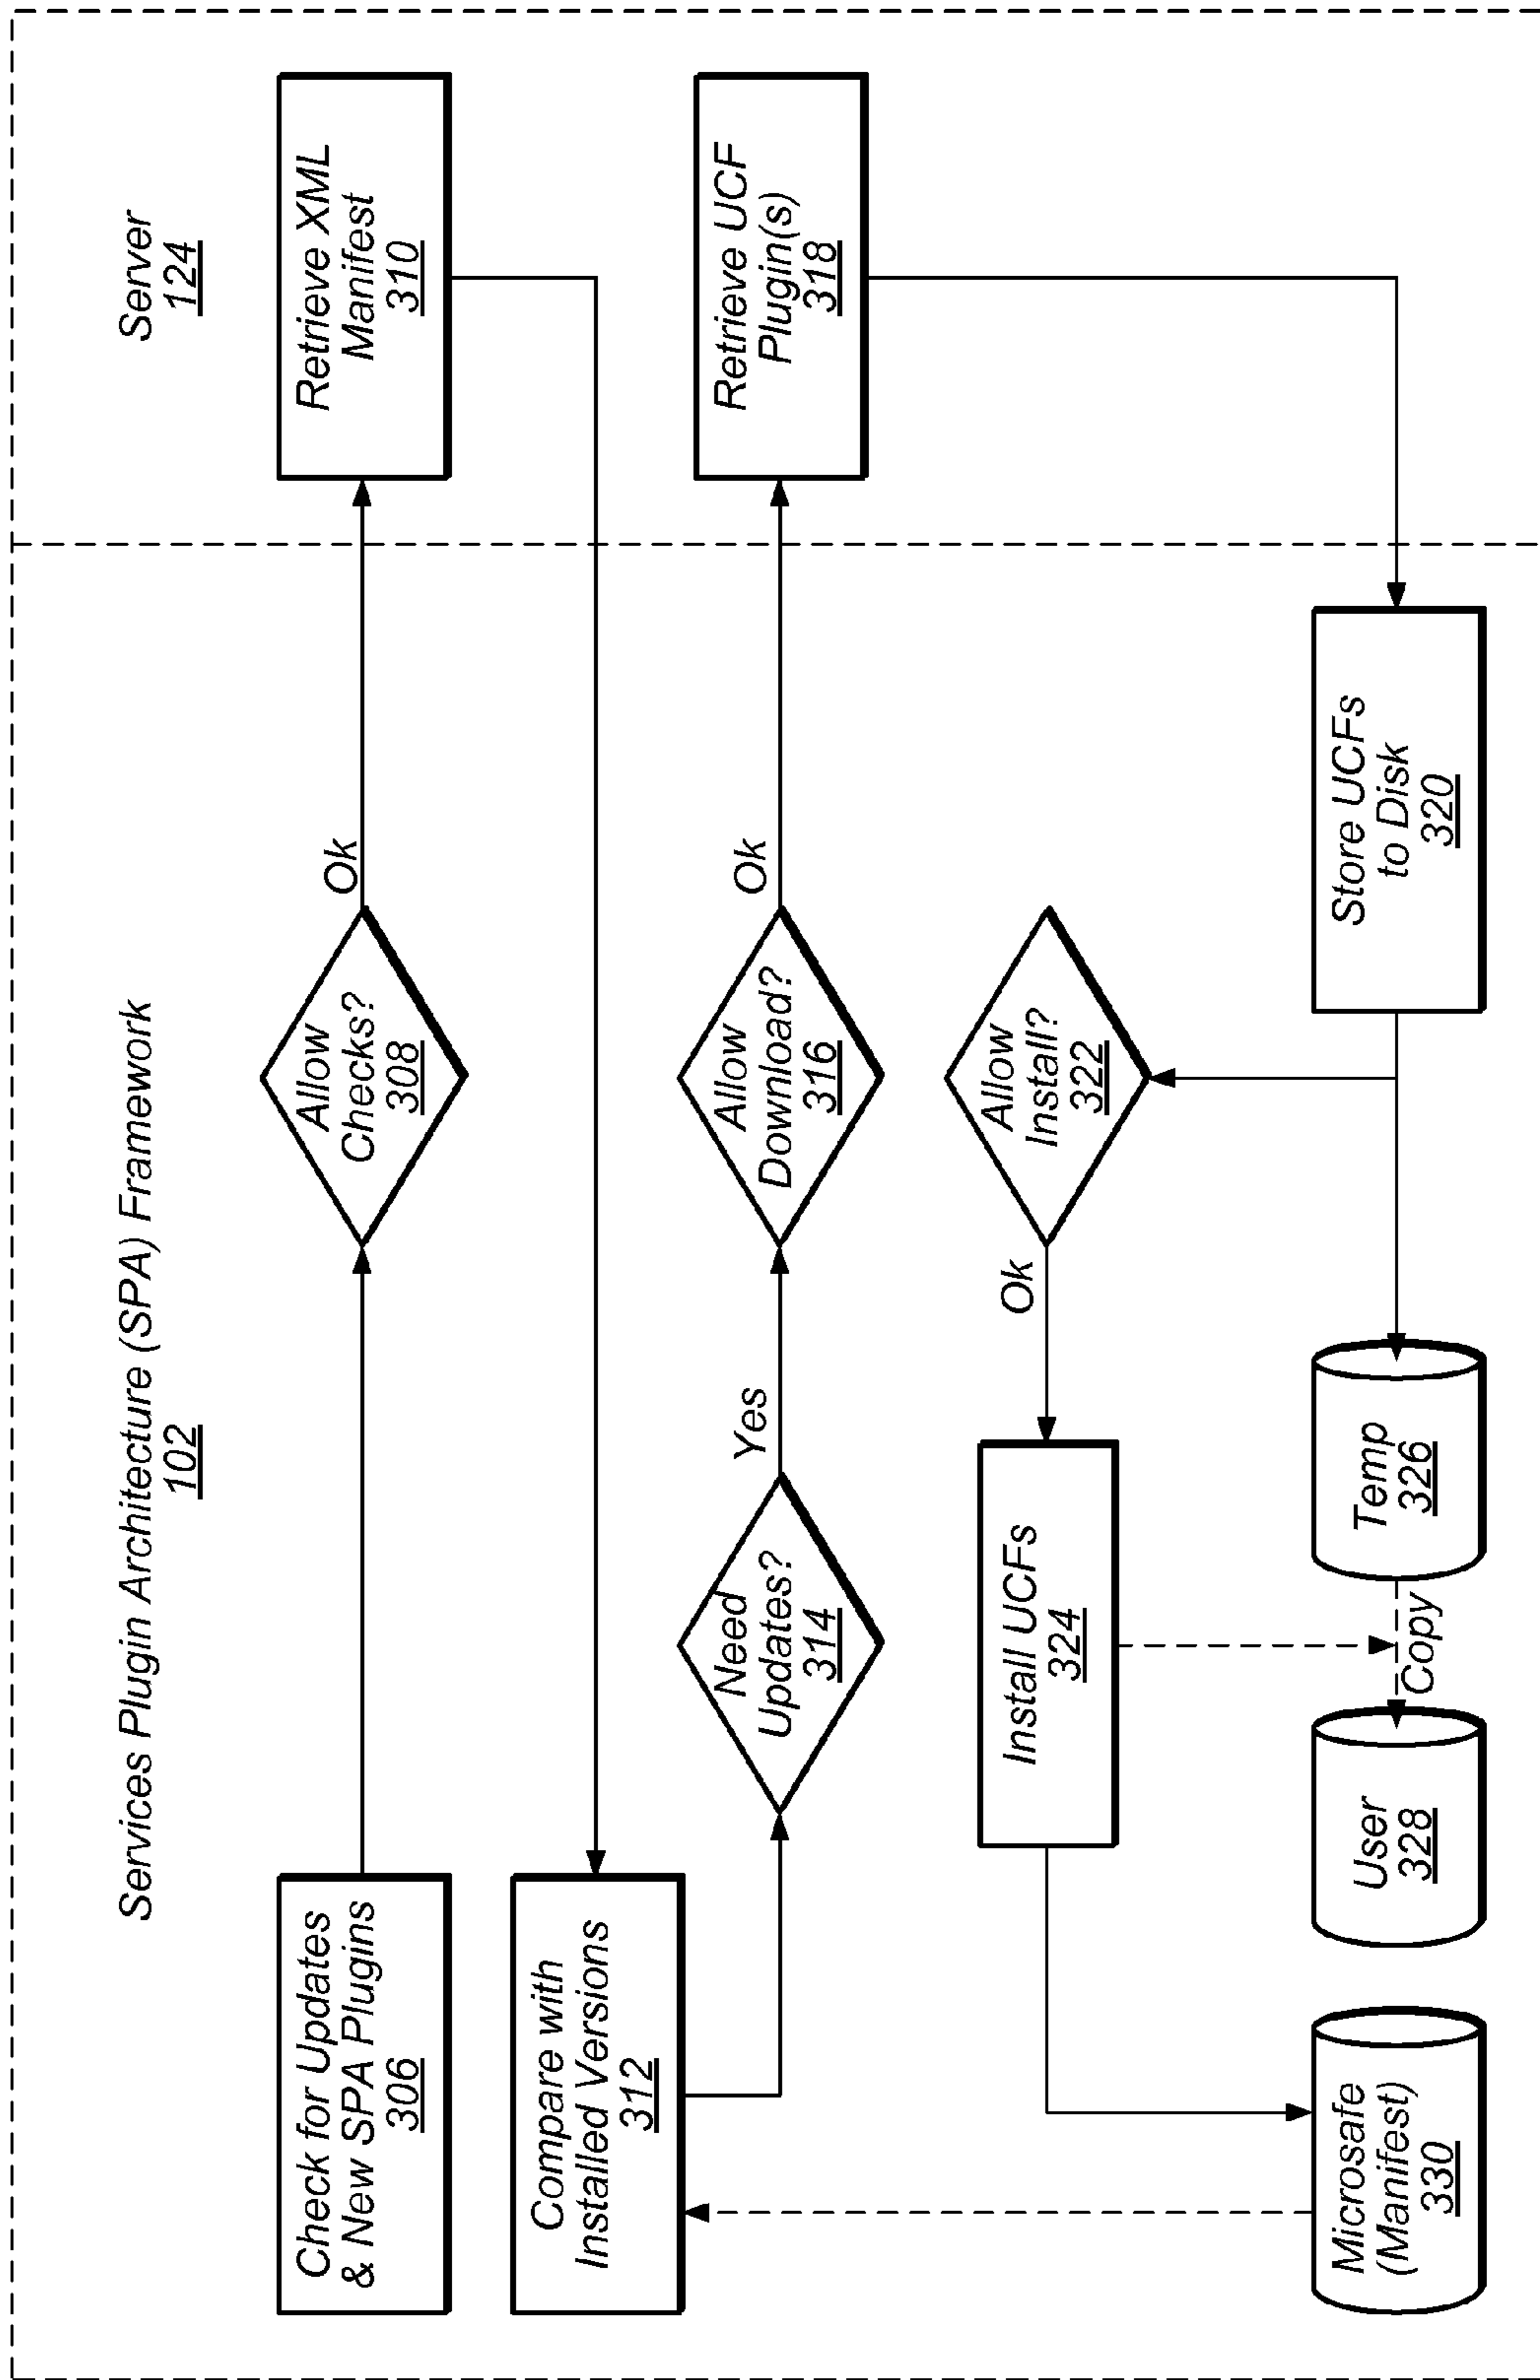 Services Plugin Architecture (SPA) Framework
102
Server
124
Check for Updates
& New SPA Plugins
306
Allow
Checks?
308
Ok
Retrieve XML
Manifest
310
Compare with
Installed Versions
312
Need
Updates?
314
Yes
Allow
Download?
316
Ok
Retrieve UCF
Plugin(s)
318
Install UCFs
324
Ok
Allow
Install?
322
Microsafe
(Manifest)
330
User
328
Copy
Temp
326
Store UCFs
to Disk
320